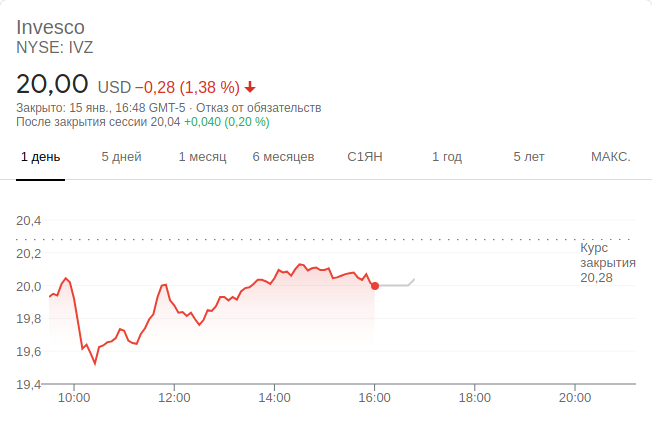 Invesco
NYSE: IVZ
20,00 USD −0,28 (1,38 %)
Закрыто: 15 янв., 16:48 GMT-5 · Отказ от обязательств
После закрытия сессии 20,04 +0,040 (0,20 %)
1 день 5 дней 1 месяц 6 месяцев С1ЯН 1 год 5 лет МАКС.
20,4
20,2
20,0
19,8
19,6
19,4
Курс
закрытия
20,28
10:00 12:00 14:00 16:00 18:00 20:00